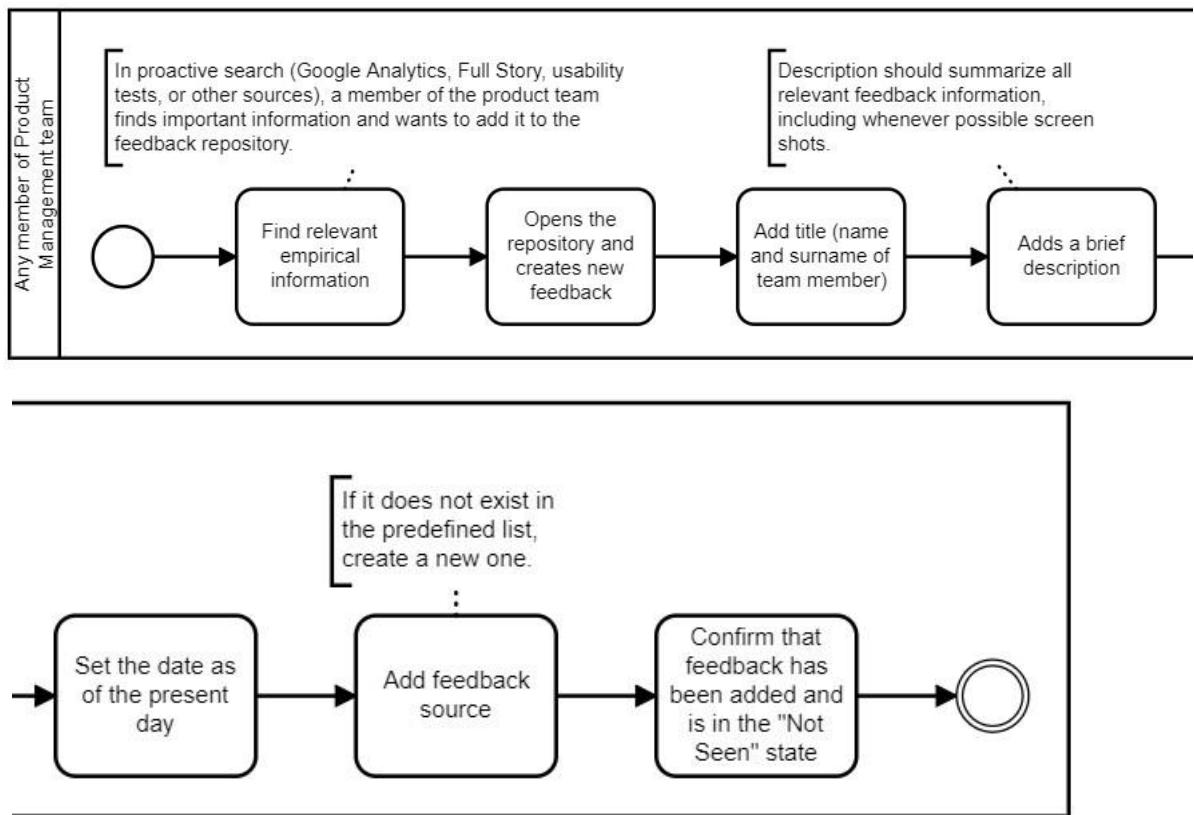 Any member of Product
Management team
In proactive search (Google Analytics, Full Story, usability
tests, or other sources), a member of the product team
finds important information and wants to add it to the
feedback repository.
Description should summarize all
relevant feedback information,
including whenever possible screen
shots.
Find relevant
empirical
information
Opens the
repository and
creates new
feedback
Add title (name
and surname of
team member)
Adds a brief
description
If it does not exist in
the predefined list,
create a new one.
Set the date as
of the present
day
Add feedback
source
Confirm that
feedback has
been added and
is in the "Not
Seen" state